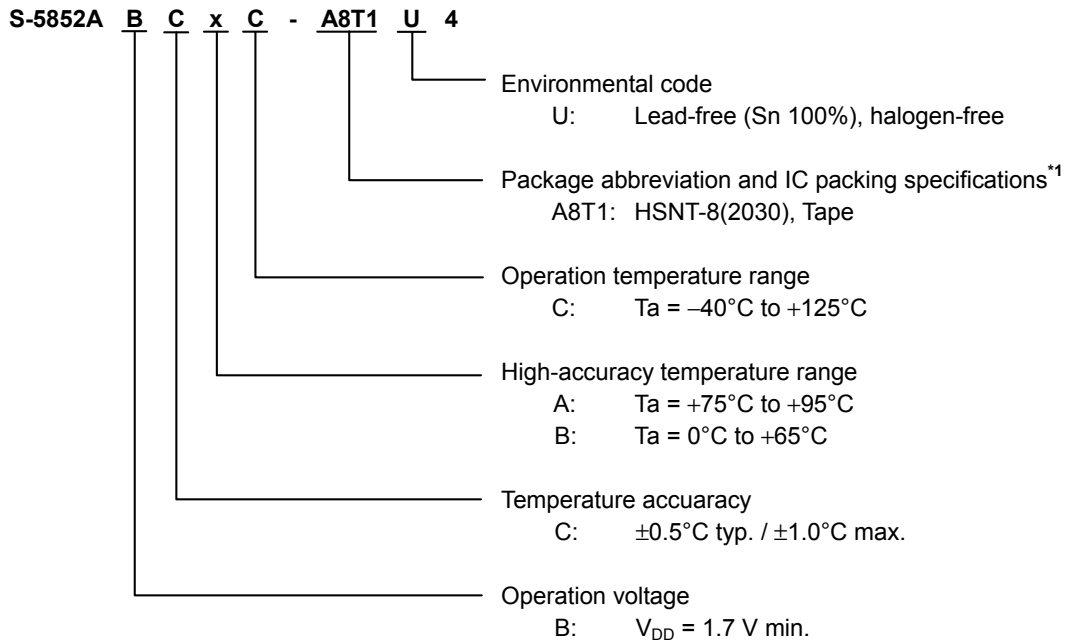 S-5852A B C x C - A8T1 U 4
Environmental code
U: Lead-free (Sn 100%), halogen-free
Package abbreviation and IC packing specifications*1
A8T1: HSNT-8(2030), Tape
Operation temperature range
C: Ta = −40°C to +125°C
High-accuracy temperature range
A: Ta = +75°C to +95°C
B: Ta = 0°C to +65°C
Temperature accuaracy
C: ±0.5°C typ. / ±1.0°C max.
Operation voltage
B: VDD = 1.7 V min.